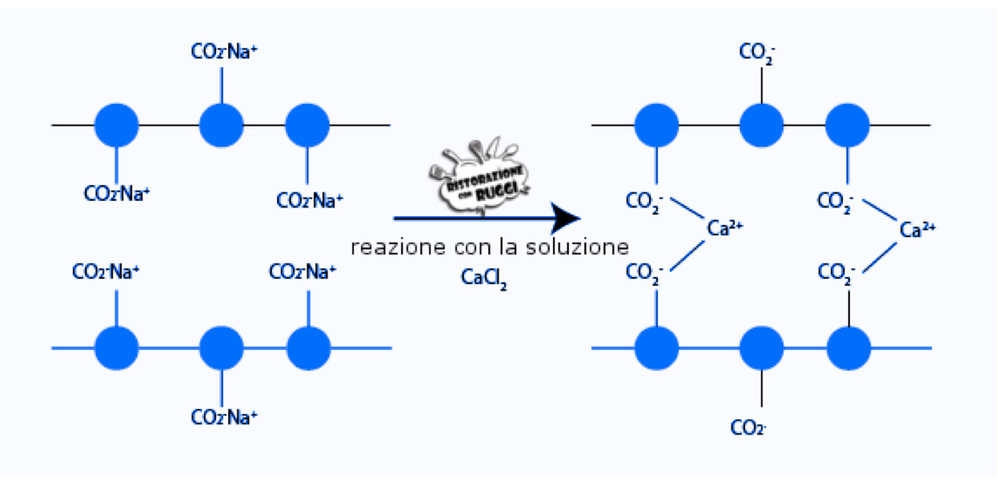 CO₂⁻Na⁺
CO₂⁻Na⁺
CO₂⁻Na⁺
CO₂⁻Na⁺
CO₂⁻Na⁺
CO₂⁻Na⁺
RISTORAZIONE
con RUGGI
reazione con la soluzione
CaCl₂
CO₂⁻
CO₂⁻
CO₂⁻
Ca²⁺
Ca²⁺
CO₂⁻
CO₂⁻
CO₂⁻